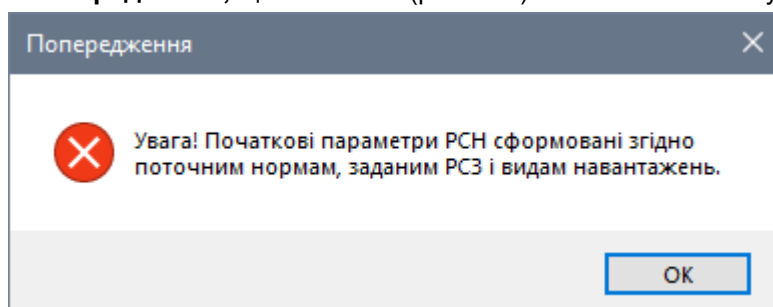 Попередження
Увага! Початкові параметри РСН сформовані згідно
поточним нормам, заданим РСЗ і видам навантажень.
OK